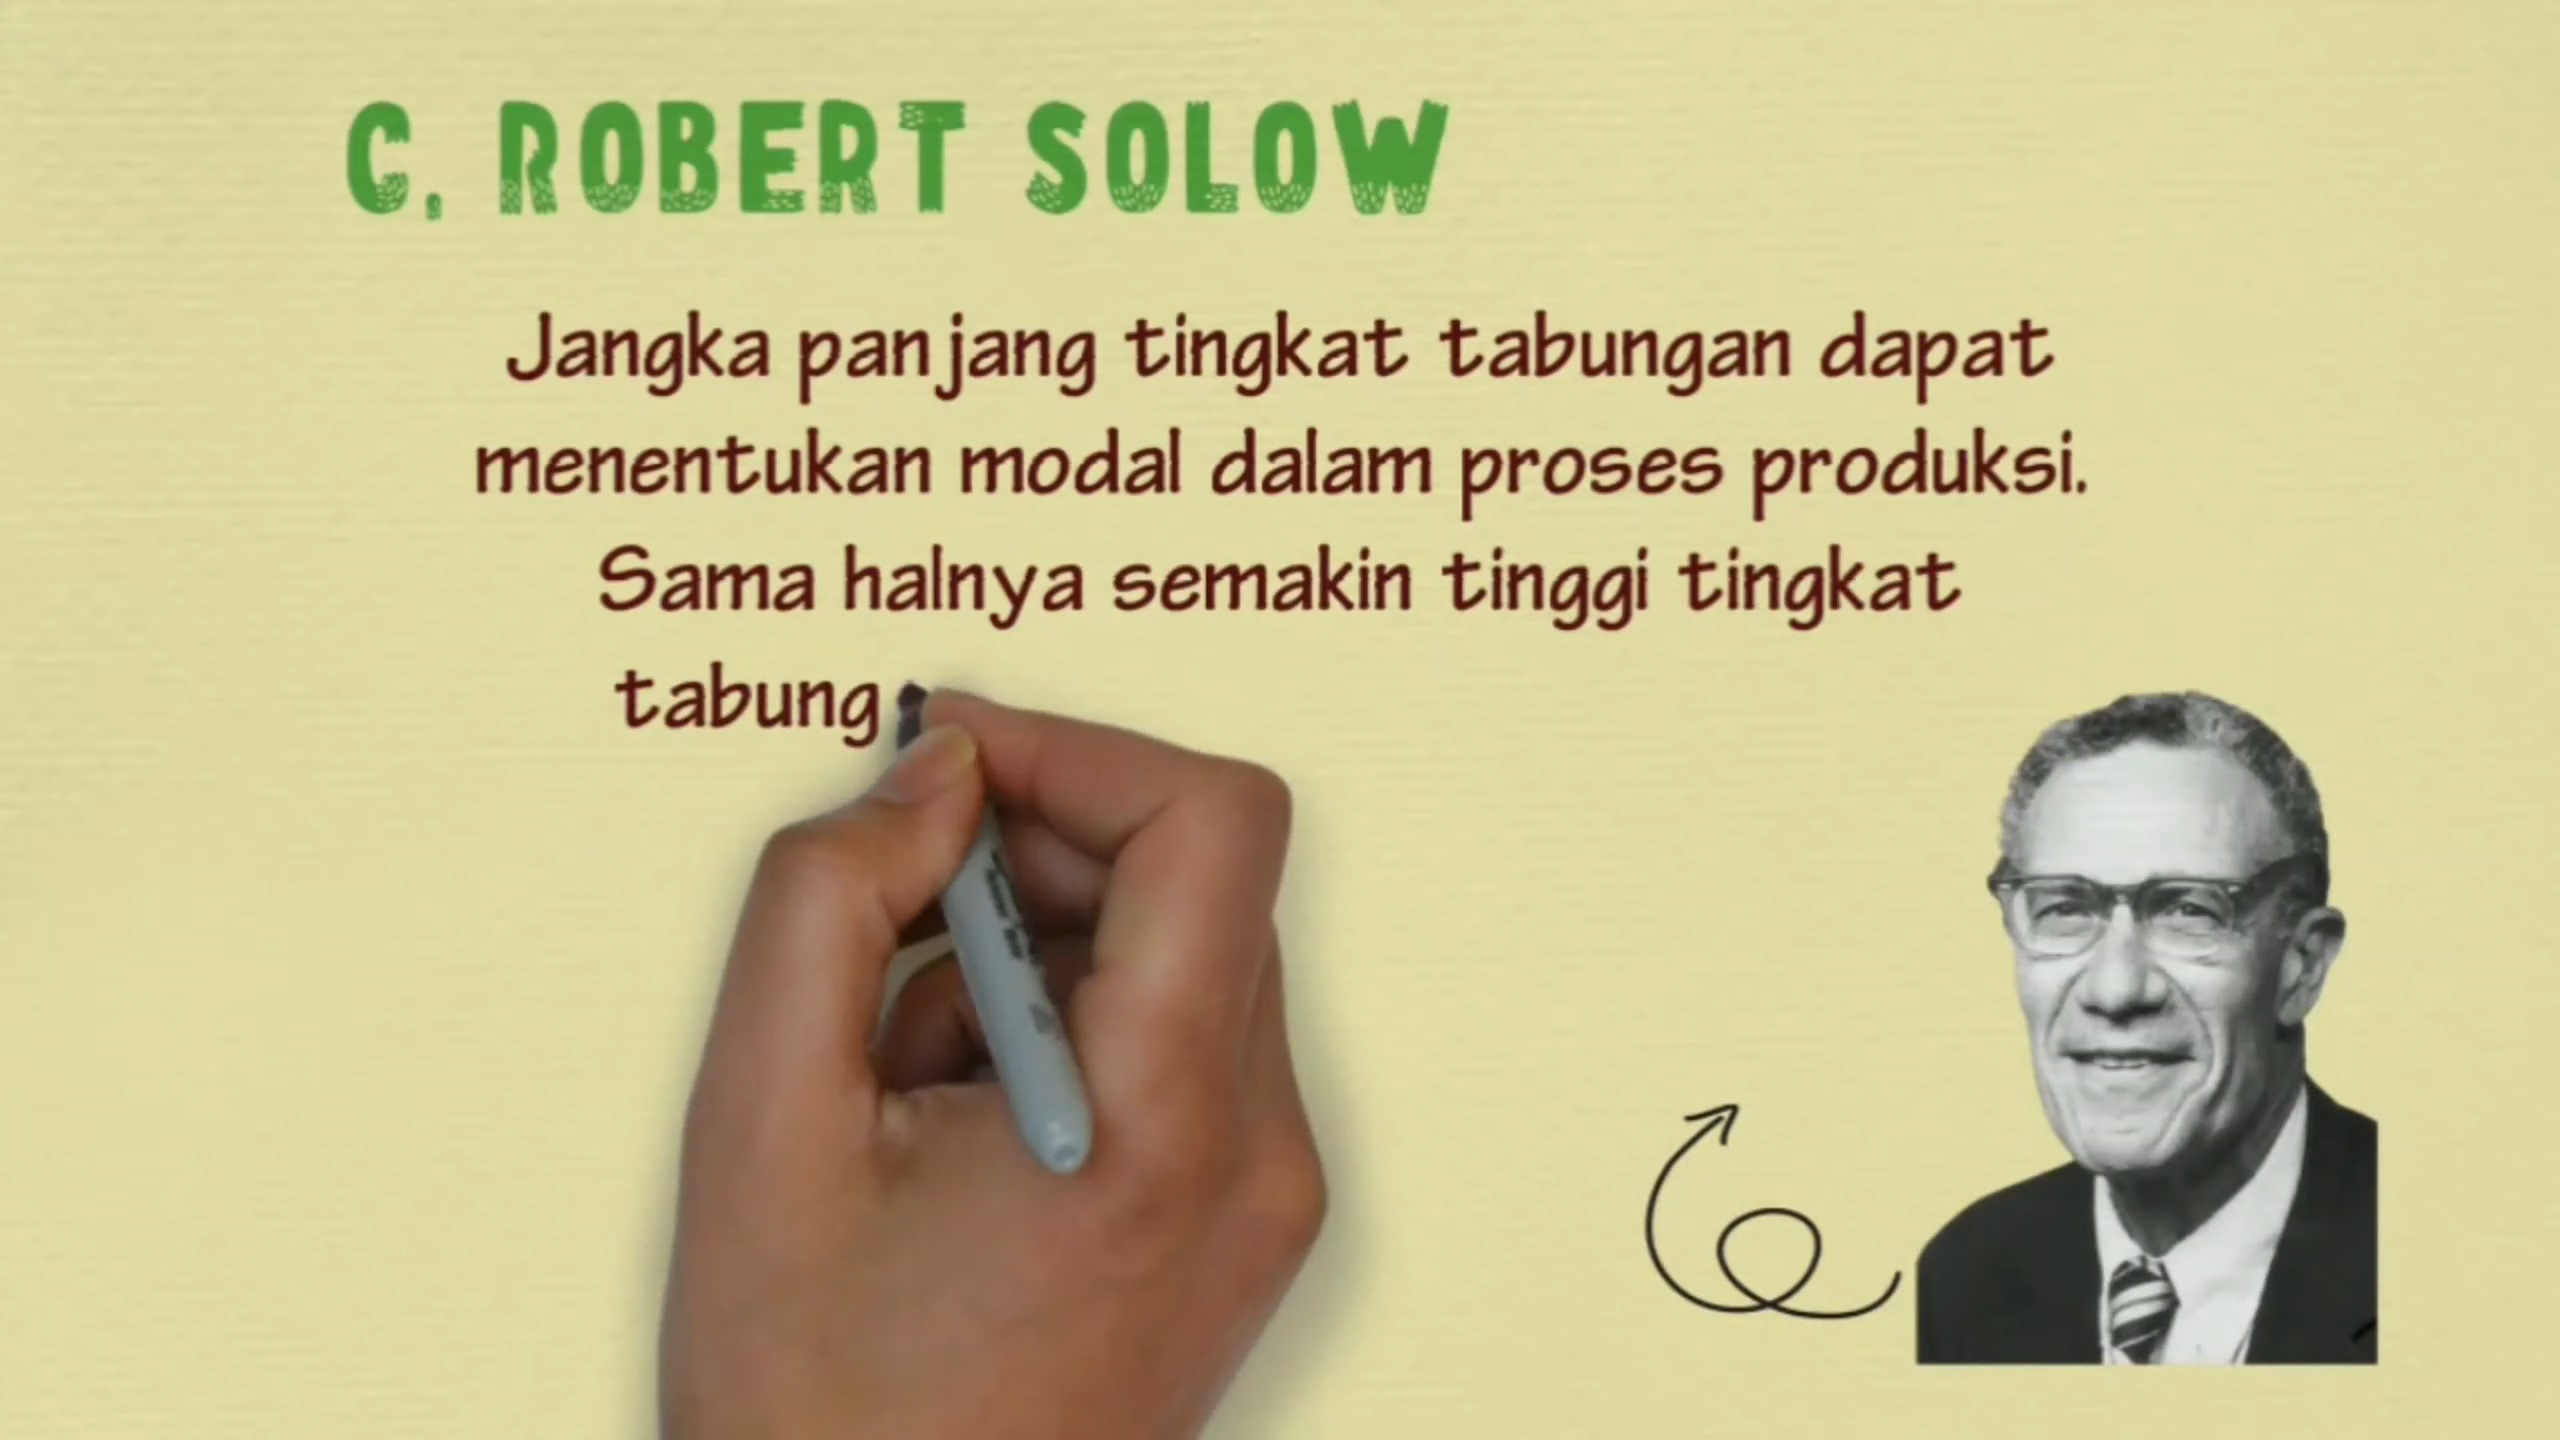 C. ROBERT SOLOW
Jangka panjang tingkat tabungan dapat
menentukan modal dalam proses produksi.
Sama halnya semakin tinggi tingkat
tabung